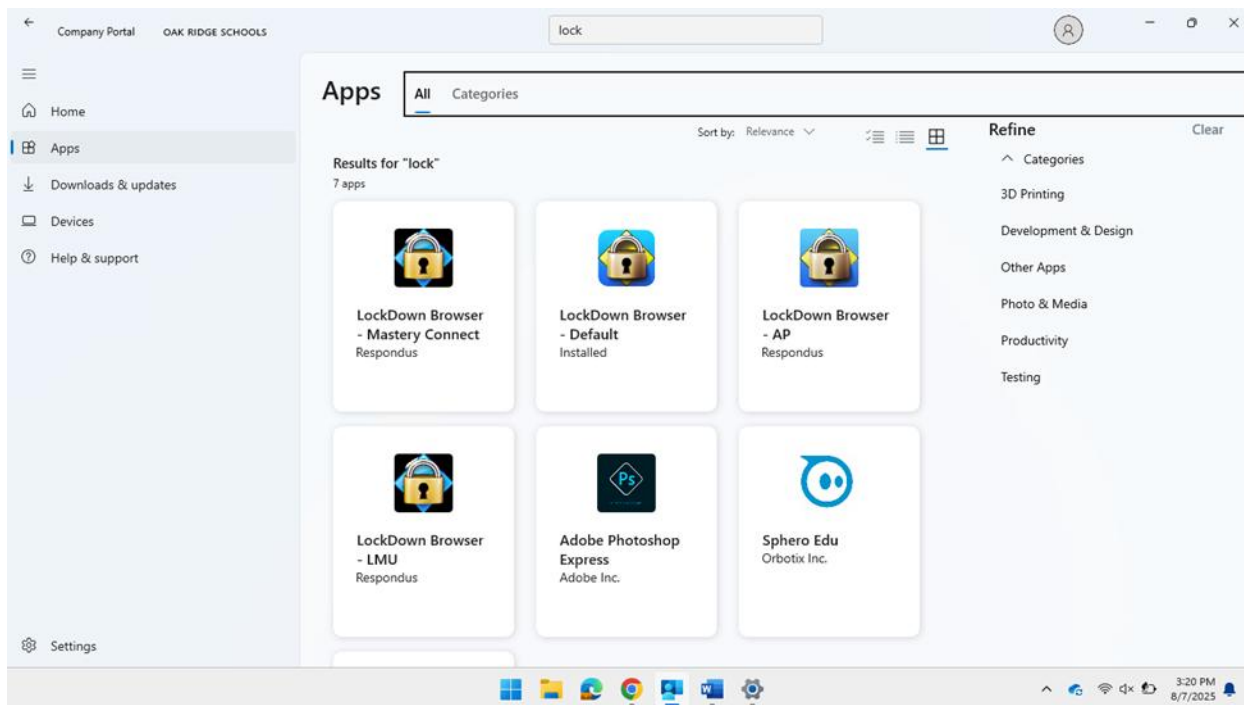 Company Portal OAK RIDGE SCHOOLS
lock
Home
Apps
Downloads & updates
Devices
Help & support
Settings
Apps All Categories
Sort by: Relevance
Results for "lock"
7 apps
LockDown Browser
- Mastery Connect
Respondus
LockDown Browser
- Default
Installed
LockDown Browser
- AP
Respondus
LockDown Browser
- LMU
Respondus
Ps
Adobe Photoshop
Express
Adobe Inc.
Sphero Edu
Orbotix Inc.
Refine Clear
Categories
3D Printing
Development & Design
Other Apps
Photo & Media
Productivity
Testing
3:20 PM
8/7/2025